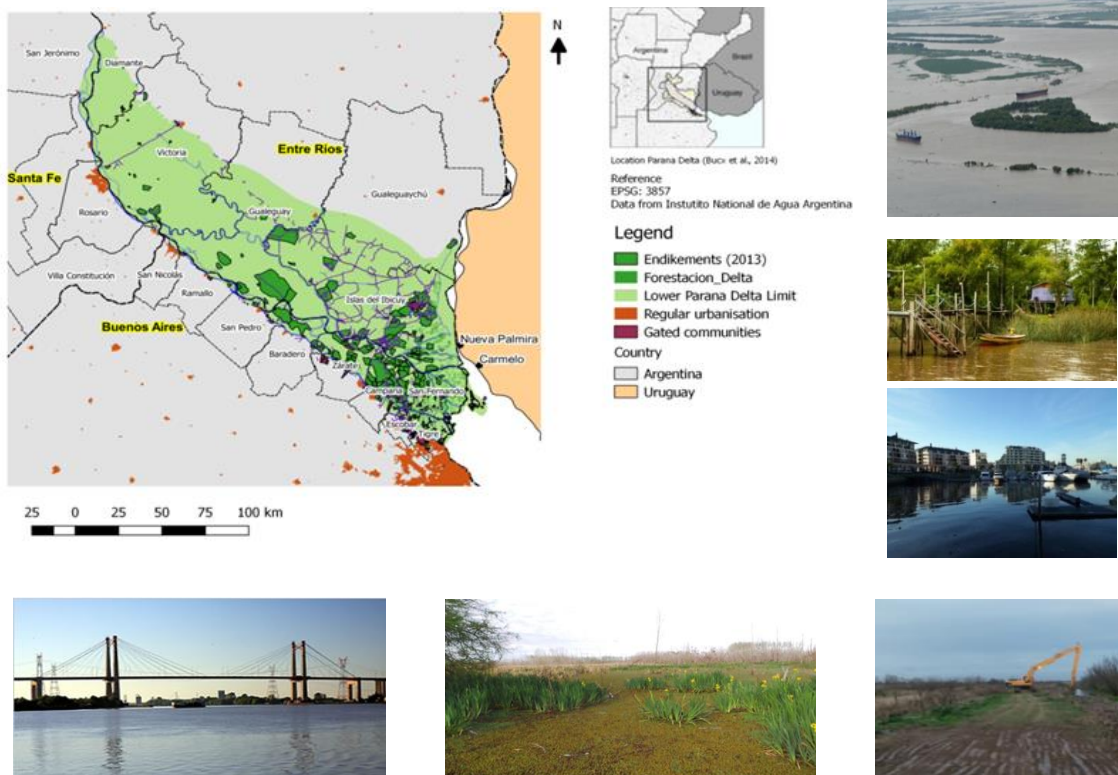 San Jerónimo
Diamante
Victoria
Entre Rios
Santa Fe
Gualeguaychú
Rosario
Gualeguay
Villa Constitución
San Nicolás
Ramallo
Islas del Ibicuy
Buenos Aires
San Pedro
Nueva Palmira
Baradero
Carmelo
Zárate
Campana
San Fernando
Escobar
Tigre
25 0 25 50 75 100 km
N
Argentina
Brazil
Uruguay
Location Parana Delta (Bucx et al., 2014)
Reference
EPSG: 3857
Data from Instutito National de Agua Argentina
Legend
Endikements (2013)
Forestacion_Delta
Lower Parana Delta Limit
Regular urbanisation
Gated communities
Country
Argentina
Uruguay